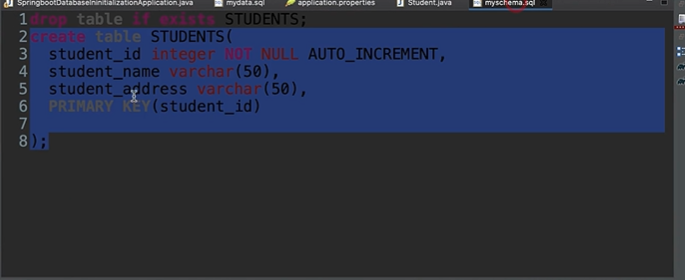 SpringbootDatabaseInitializationApplication.java mydata.sql application.properties Student.java myschema.sql
1 drop table if exists STUDENTS;
2 create table STUDENTS(
3 student_id integer NOT NULL AUTO_INCREMENT,
4 student_name varchar(50),
5 student_address varchar(50),
6 PRIMARY KEY(student_id)
7
8 );